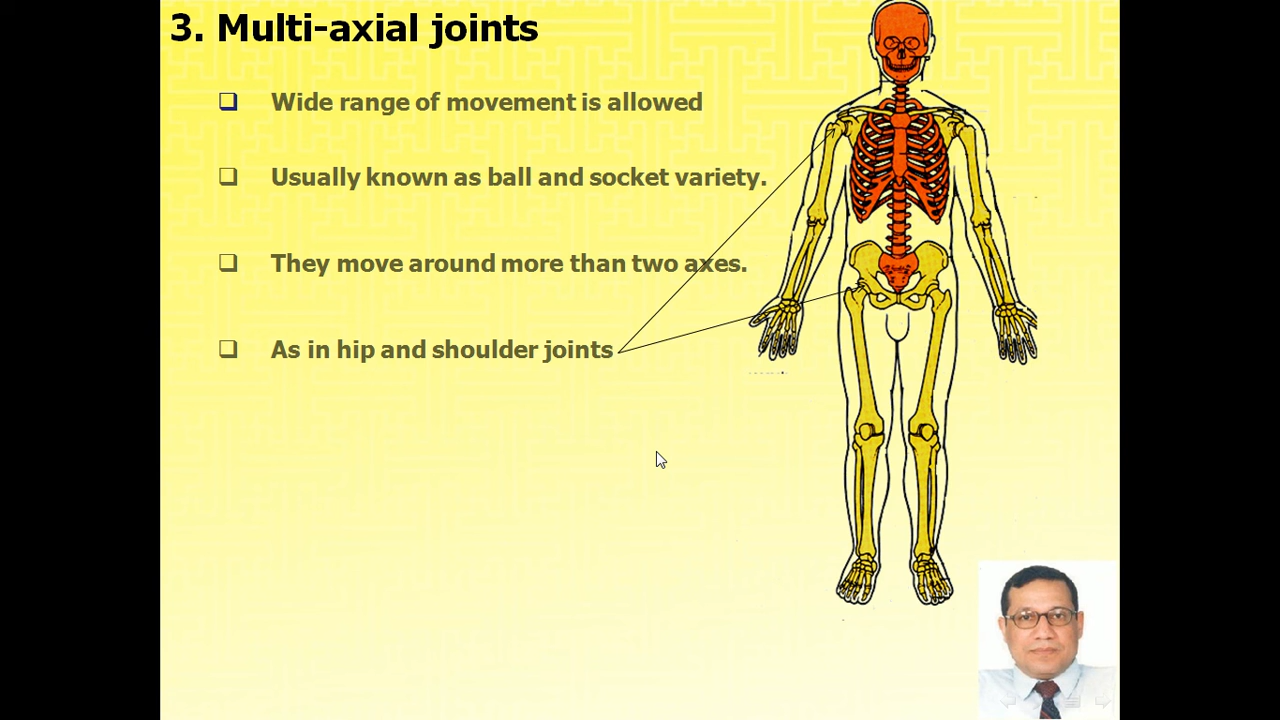 3. Multi-axial joints
Wide range of movement is allowed
Usually known as ball and socket variety.
They move around more than two axes.
As in hip and shoulder joints